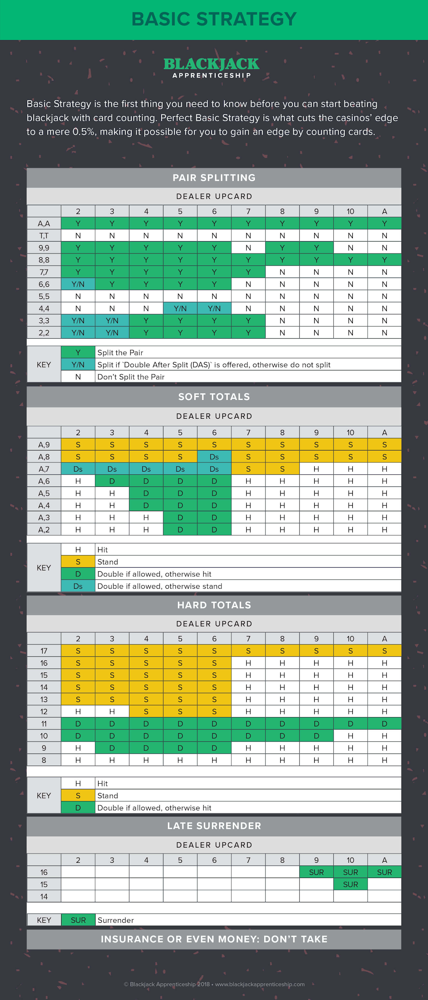 BASIC STRATEGY
BLACKJACK
APPRENTICESHIP
Basic Strategy is the first thing you need to know before you can start beating
blackjack with card counting. Perfect Basic Strategy is what cuts the casinos’ edge
to a mere 0.5%, making it possible for you to gain an edge by counting cards.
PAIR SPLITTING
DEALER UPCARD
2 3 4 5 6 7 8 9 10 A
A,A Y Y Y Y Y Y Y Y Y Y
T,T N N N N N N N N N N
9,9 Y Y Y Y Y N Y Y N N
8,8 Y Y Y Y Y Y Y Y Y Y
7,7 Y Y Y Y Y Y N N N N
6,6 Y/N Y Y Y Y N N N N N
5,5 N N N N N N N N N N
4,4 N N N Y/N Y/N N N N N N
3,3 Y/N Y/N Y Y Y Y N N N N
2,2 Y/N Y/N Y Y Y Y N N N N
Y Split the Pair
KEY Y/N Split if `Double After Split (DAS)` is offered, otherwise do not split
N Don’t Split the Pair
SOFT TOTALS
DEALER UPCARD
2 3 4 5 6 7 8 9 10 A
A,9 S S S S S S S S S S
A,8 S S S S Ds S S S S S
A,7 Ds Ds Ds Ds Ds S S H H H
A,6 H D D D D H H H H H
A,5 H H D D D H H H H H
A,4 H H D D D H H H H H
A,3 H H H D D H H H H H
A,2 H H H D D H H H H H
H Hit
S Stand
KEY
D Double if allowed, otherwise hit
Ds Double if allowed, otherwise stand
HARD TOTALS
DEALER UPCARD
2 3 4 5 6 7 8 9 10 A
17 S S S S S S S S S S
16 S S S S S H H H H H
15 S S S S S H H H H H
14 S S S S S H H H H H
13 S S S S S H H H H H
12 H H S S S H H H H H
11 D D D D D D D D D D
10 D D D D D D D D H H
9 H D D D D H H H H H
8 H H H H H H H H H H
H Hit
KEY S Stand
D Double if allowed, otherwise hit
LATE SURRENDER
DEALER UPCARD
2 3 4 5 6 7 8 9 10 A
16 SUR SUR SUR
15 SUR
14
KEY SUR Surrender
INSURANCE OR EVEN MONEY: DON’T TAKE
© Blackjack Apprenticeship 2018 • www.blackjackapprenticeship.com